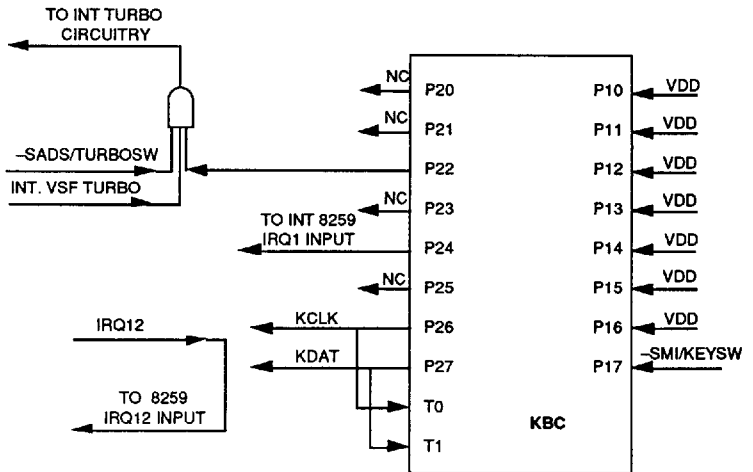 TO INT TURBO
CIRCUITRY
NC P20 P10 VDD
NC P21 P11 VDD
–SADS/TURBOSW P22 P12 VDD
INT. VSF TURBO
NC P23 P13 VDD
TO INT 8259
IRQ1 INPUT P24 P14 VDD
NC P25 P15 VDD
IRQ12 KCLK P26 P16 VDD
KDAT P27 P17 –SMI/KEYSW
TO 8259
IRQ12 INPUT
T0
KBC
T1